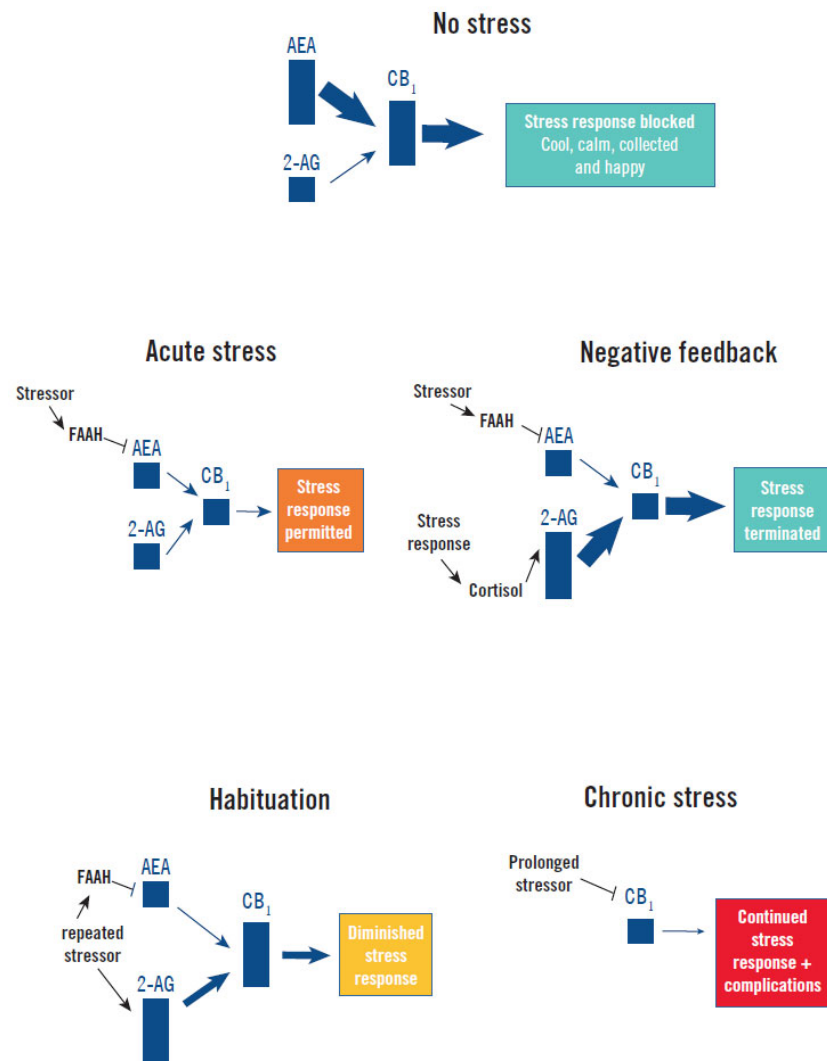 No stress
AEA
CB₁
2-AG
Stress response blocked
Cool, calm, collected
and happy
Acute stress
Stressor
FAAH
AEA
CB₁
2-AG
Stress
response
permitted
Negative feedback
Stressor
FAAH
AEA
CB₁
Stress
response
2-AG
Cortisol
Stress
response
terminated
Habituation
FAAH
AEA
CB₁
repeated
stressor
2-AG
Diminished
stress
response
Chronic stress
Prolonged
stressor
CB₁
Continued
stress
response +
complications